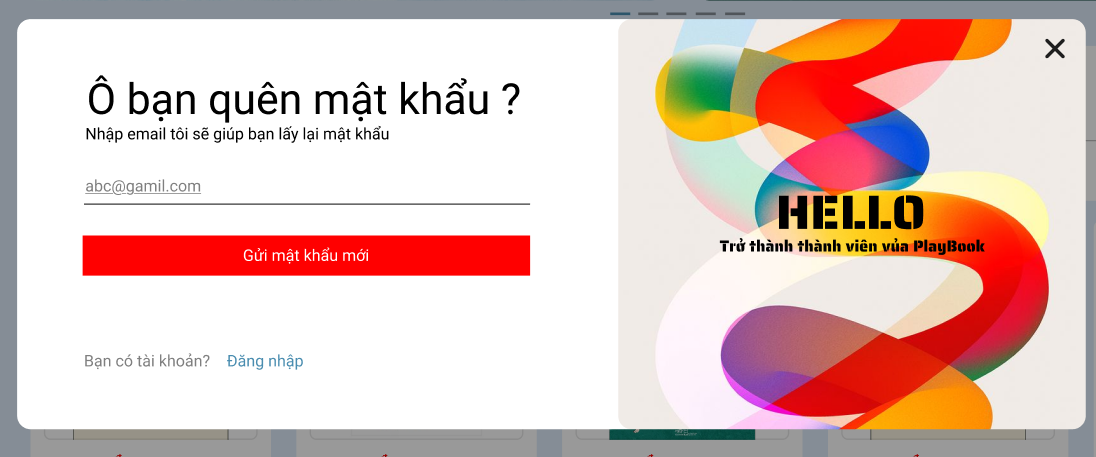 Ô bạn quên mật khẩu ?
Nhập email tôi sẽ giúp bạn lấy lại mật khẩu
abc@gamil.com
Gửi mật khẩu mới
Bạn có tài khoản? Đăng nhập
HELLO
Trở thành thành viên vủa PlayBook